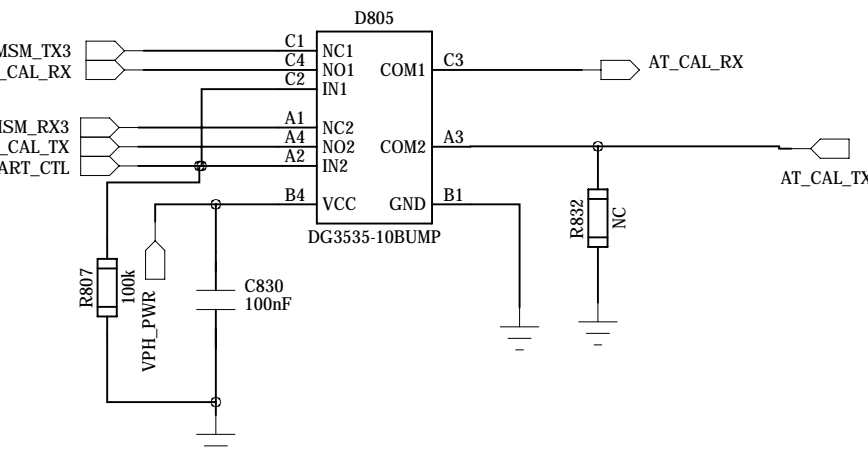 D805
MSM_TX3
C1
NC1
_CAL_RX
C4
NO1
COM1
C3
AT_CAL_RX
C2
IN1
MSM_RX3
A1
NC2
_CAL_TX
A4
NO2
COM2
A3
ART_CTL
A2
IN2
AT_CAL_TX
B4
VCC
GND
B1
R832
NC
DG3535-10BUMP
R807
100k
VPH_PWR
C830
100nF